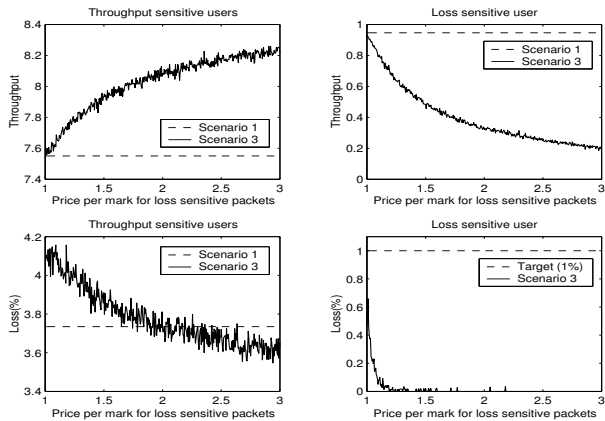 Throughput sensitive users
8.4
8.2
8
7.8
7.6
7.4
Throughput
Scenario 1
Scenario 3
1
1.5
2
2.5
3
Price per mark for loss sensitive packets
Loss sensitive user
1
0.8
0.6
0.4
0.2
0
Throughput
Scenario 1
Scenario 3
1
1.5
2
2.5
3
Price per mark for loss sensitive packets
Throughput sensitive users
4.2
4
3.8
3.6
3.4
Loss(%)
Scenario 1
Scenario 3
1
1.5
2
2.5
3
Price per mark for loss sensitive packets
Loss sensitive user
1
0.8
0.6
0.4
0.2
0
Loss(%)
Target (1%)
Scenario 3
1
1.5
2
2.5
3
Price per mark for loss sensitive packets